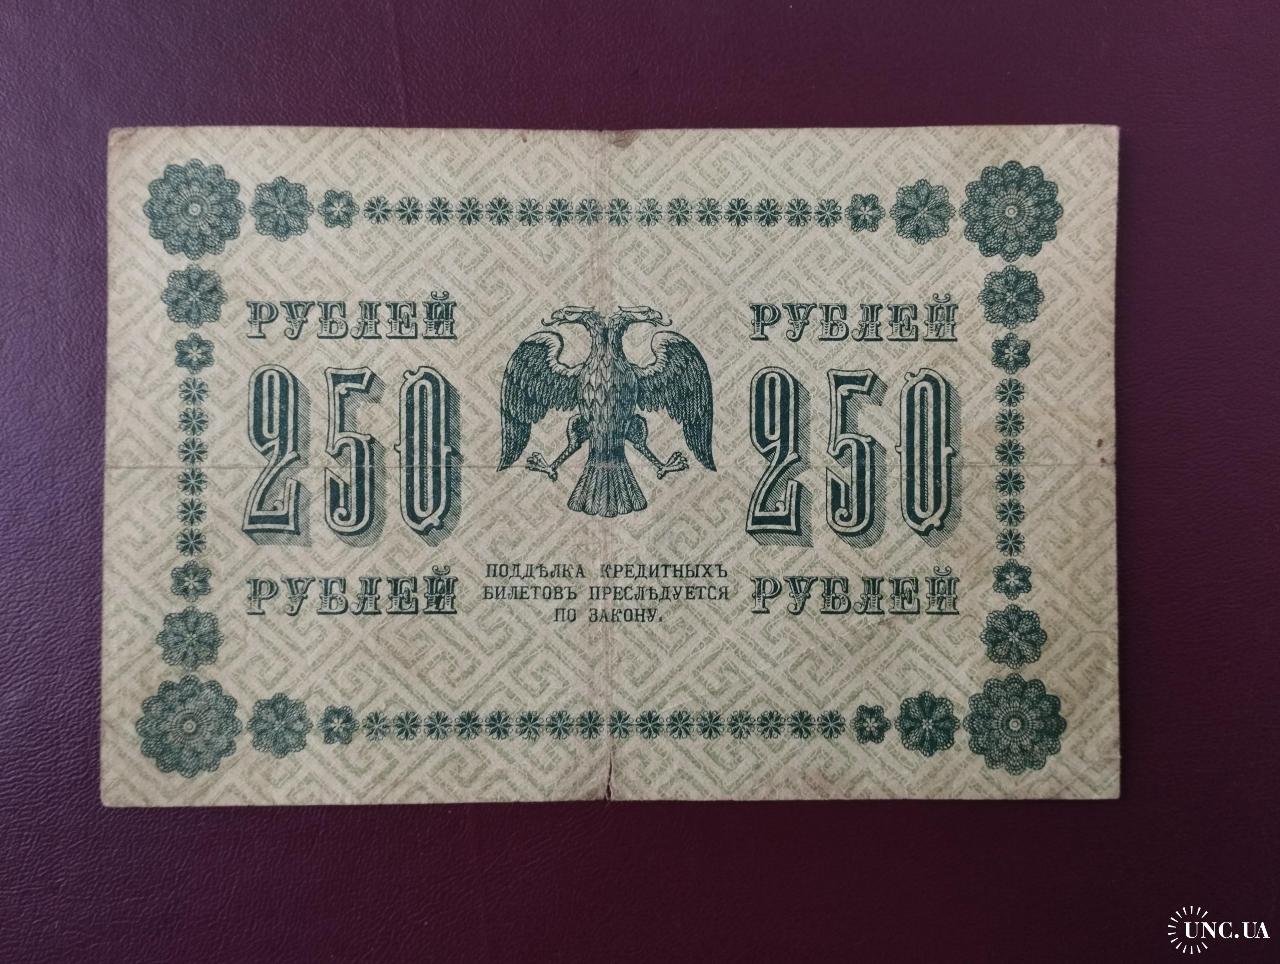 РУБЛЕЙ
250
РУБЛЕЙ
РУБЛЕЙ
250
РУБЛЕЙ
ПОДДѢЛКА КРЕДИТНЫХЪ
БИЛЕТОВЪ ПРЕСЛѢДУЕТСЯ
ПО ЗАКОНУ.
UNC.UA